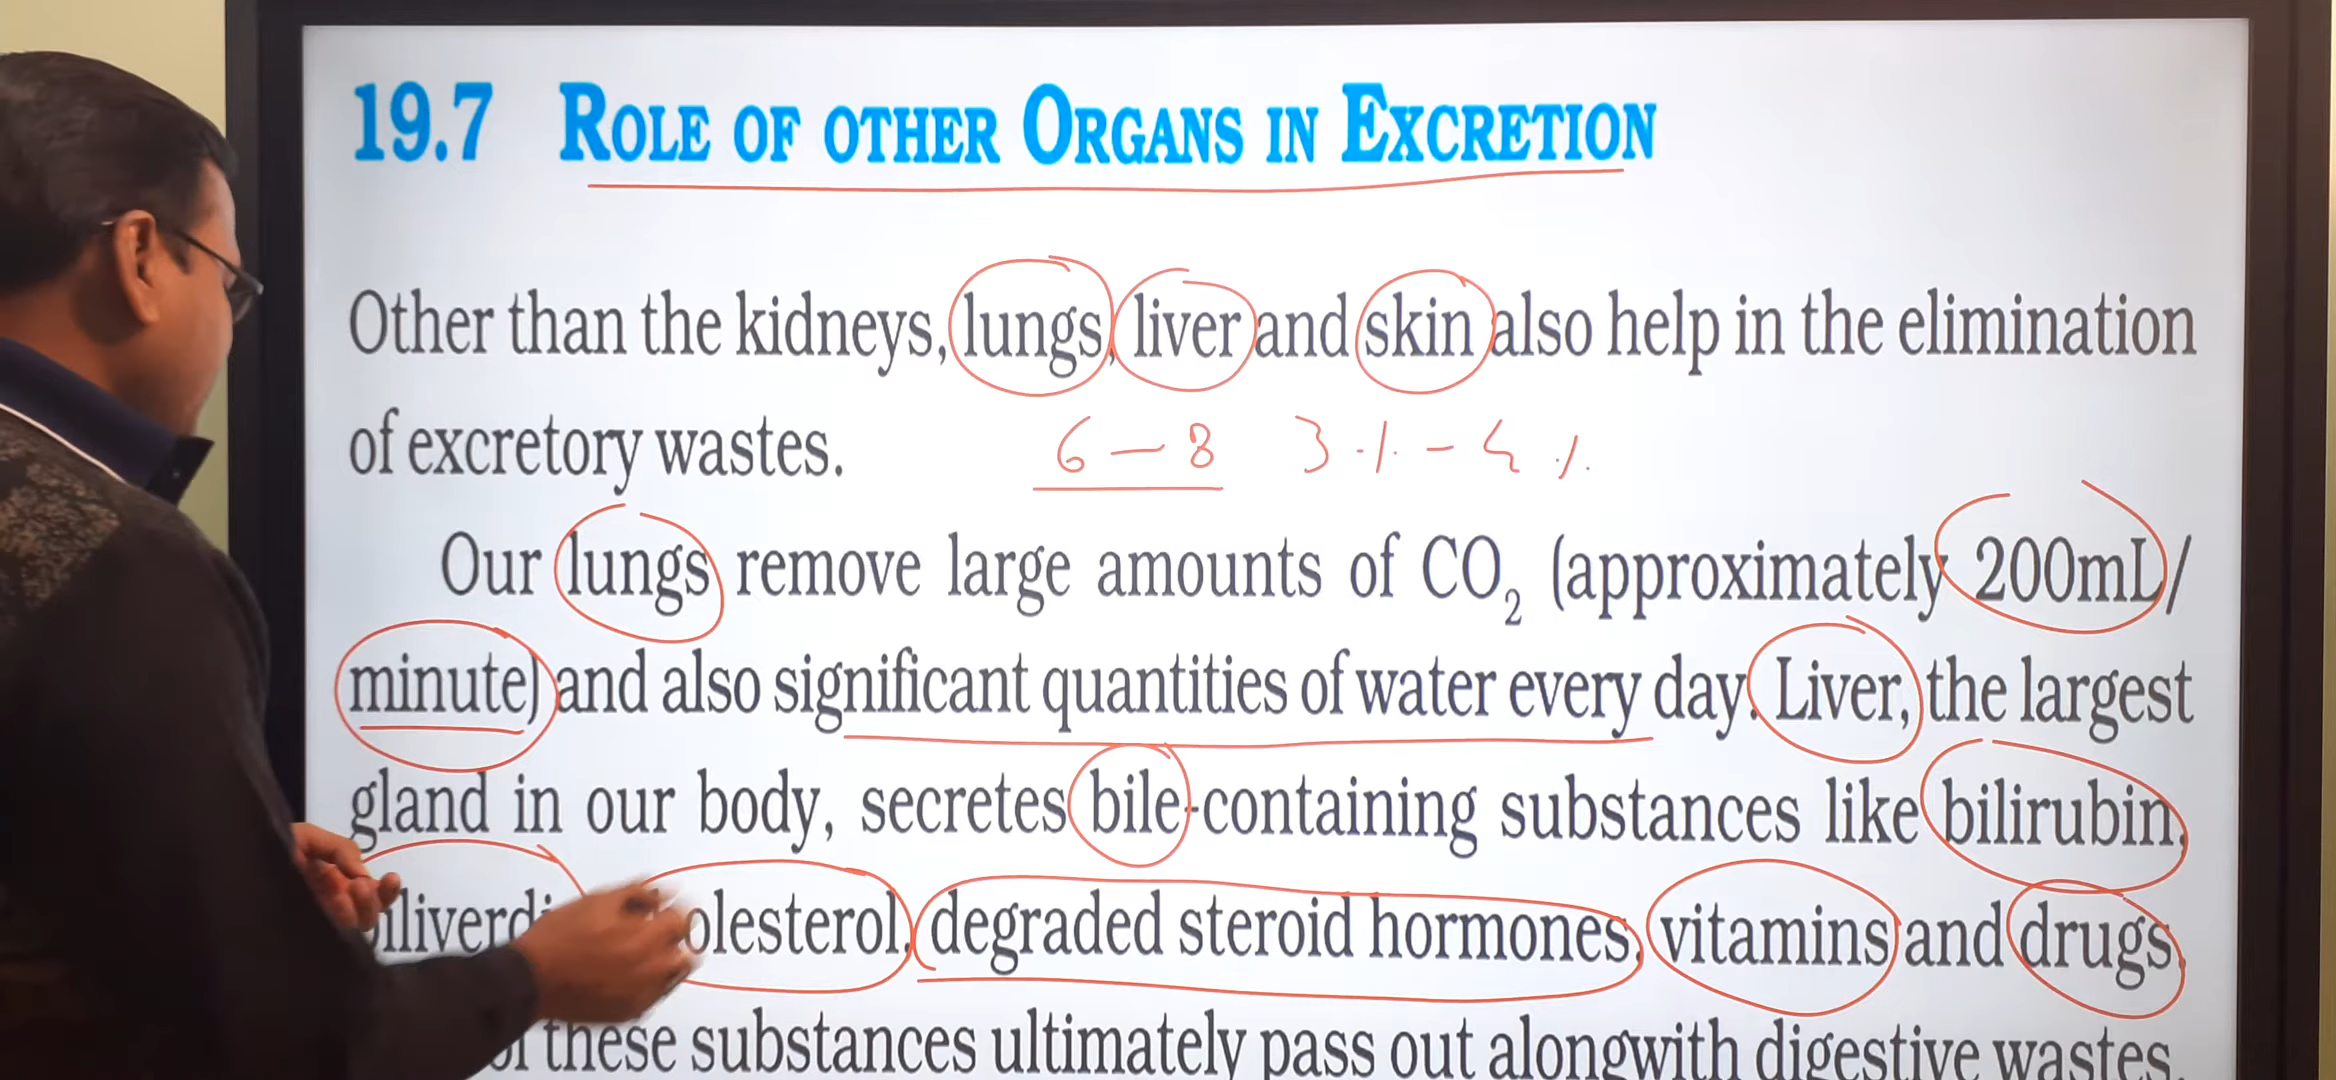 19.7 ROLE OF OTHER ORGANS IN EXCRETION
Other than the kidneys, lungs, liver and skin also help in the elimination
of excretory wastes.
6 — 8 3 % – 4 %
Our lungs remove large amounts of CO₂ (approximately 200mL/
minute) and also significant quantities of water every day. Liver, the largest
gland in our body, secretes bile-containing substances like bilirubin,
degraded steroid hormones, vitamins and drugs.
these substances ultimately pass out alongwith digestive wastes.